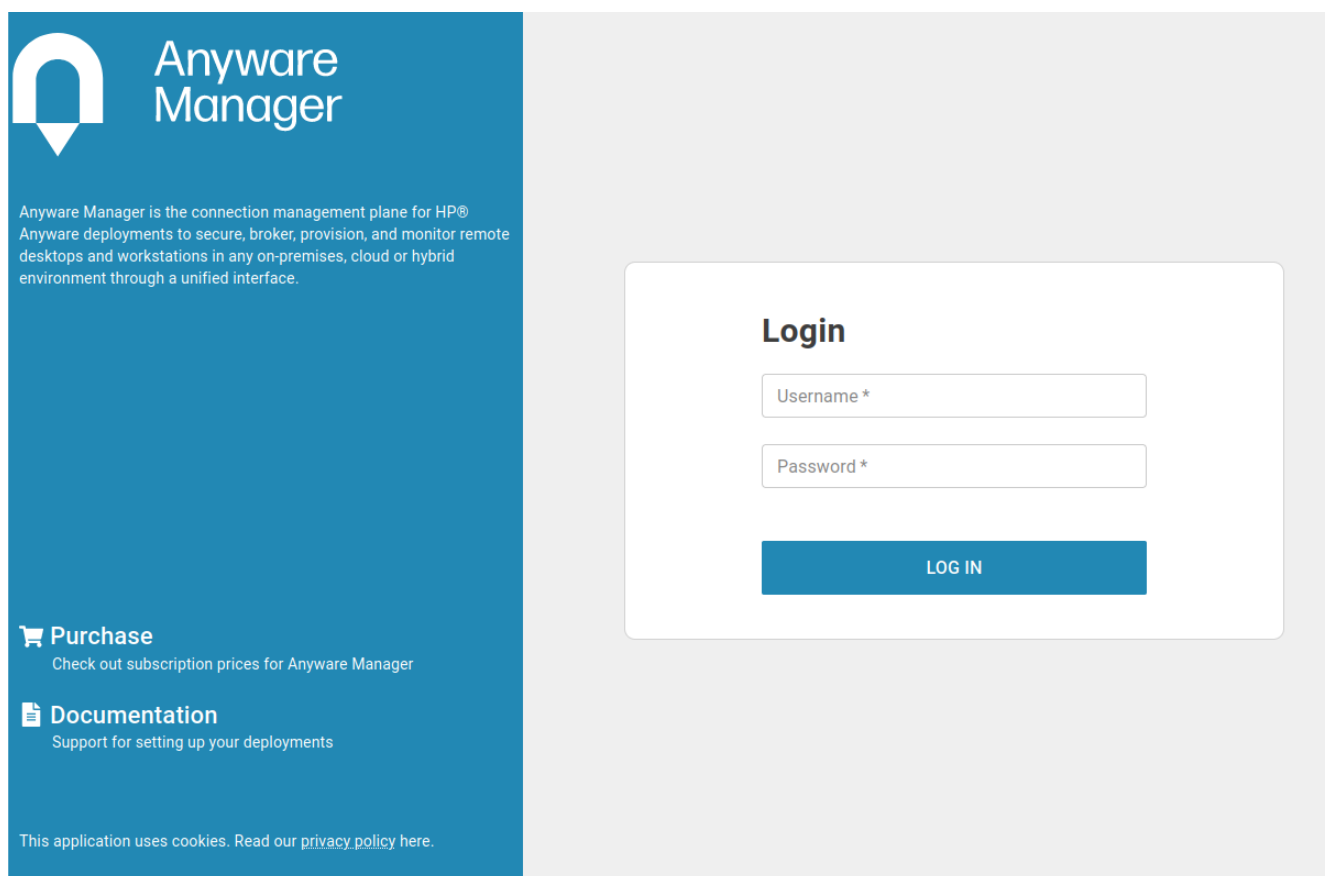 Anyware
Manager
Anyware Manager is the connection management plane for HP®
Anyware deployments to secure, broker, provision, and monitor remote
desktops and workstations in any on-premises, cloud or hybrid
environment through a unified interface.
Purchase
Check out subscription prices for Anyware Manager
Documentation
Support for setting up your deployments
This application uses cookies. Read our privacy policy here.
Login
Username *
Password *
LOG IN